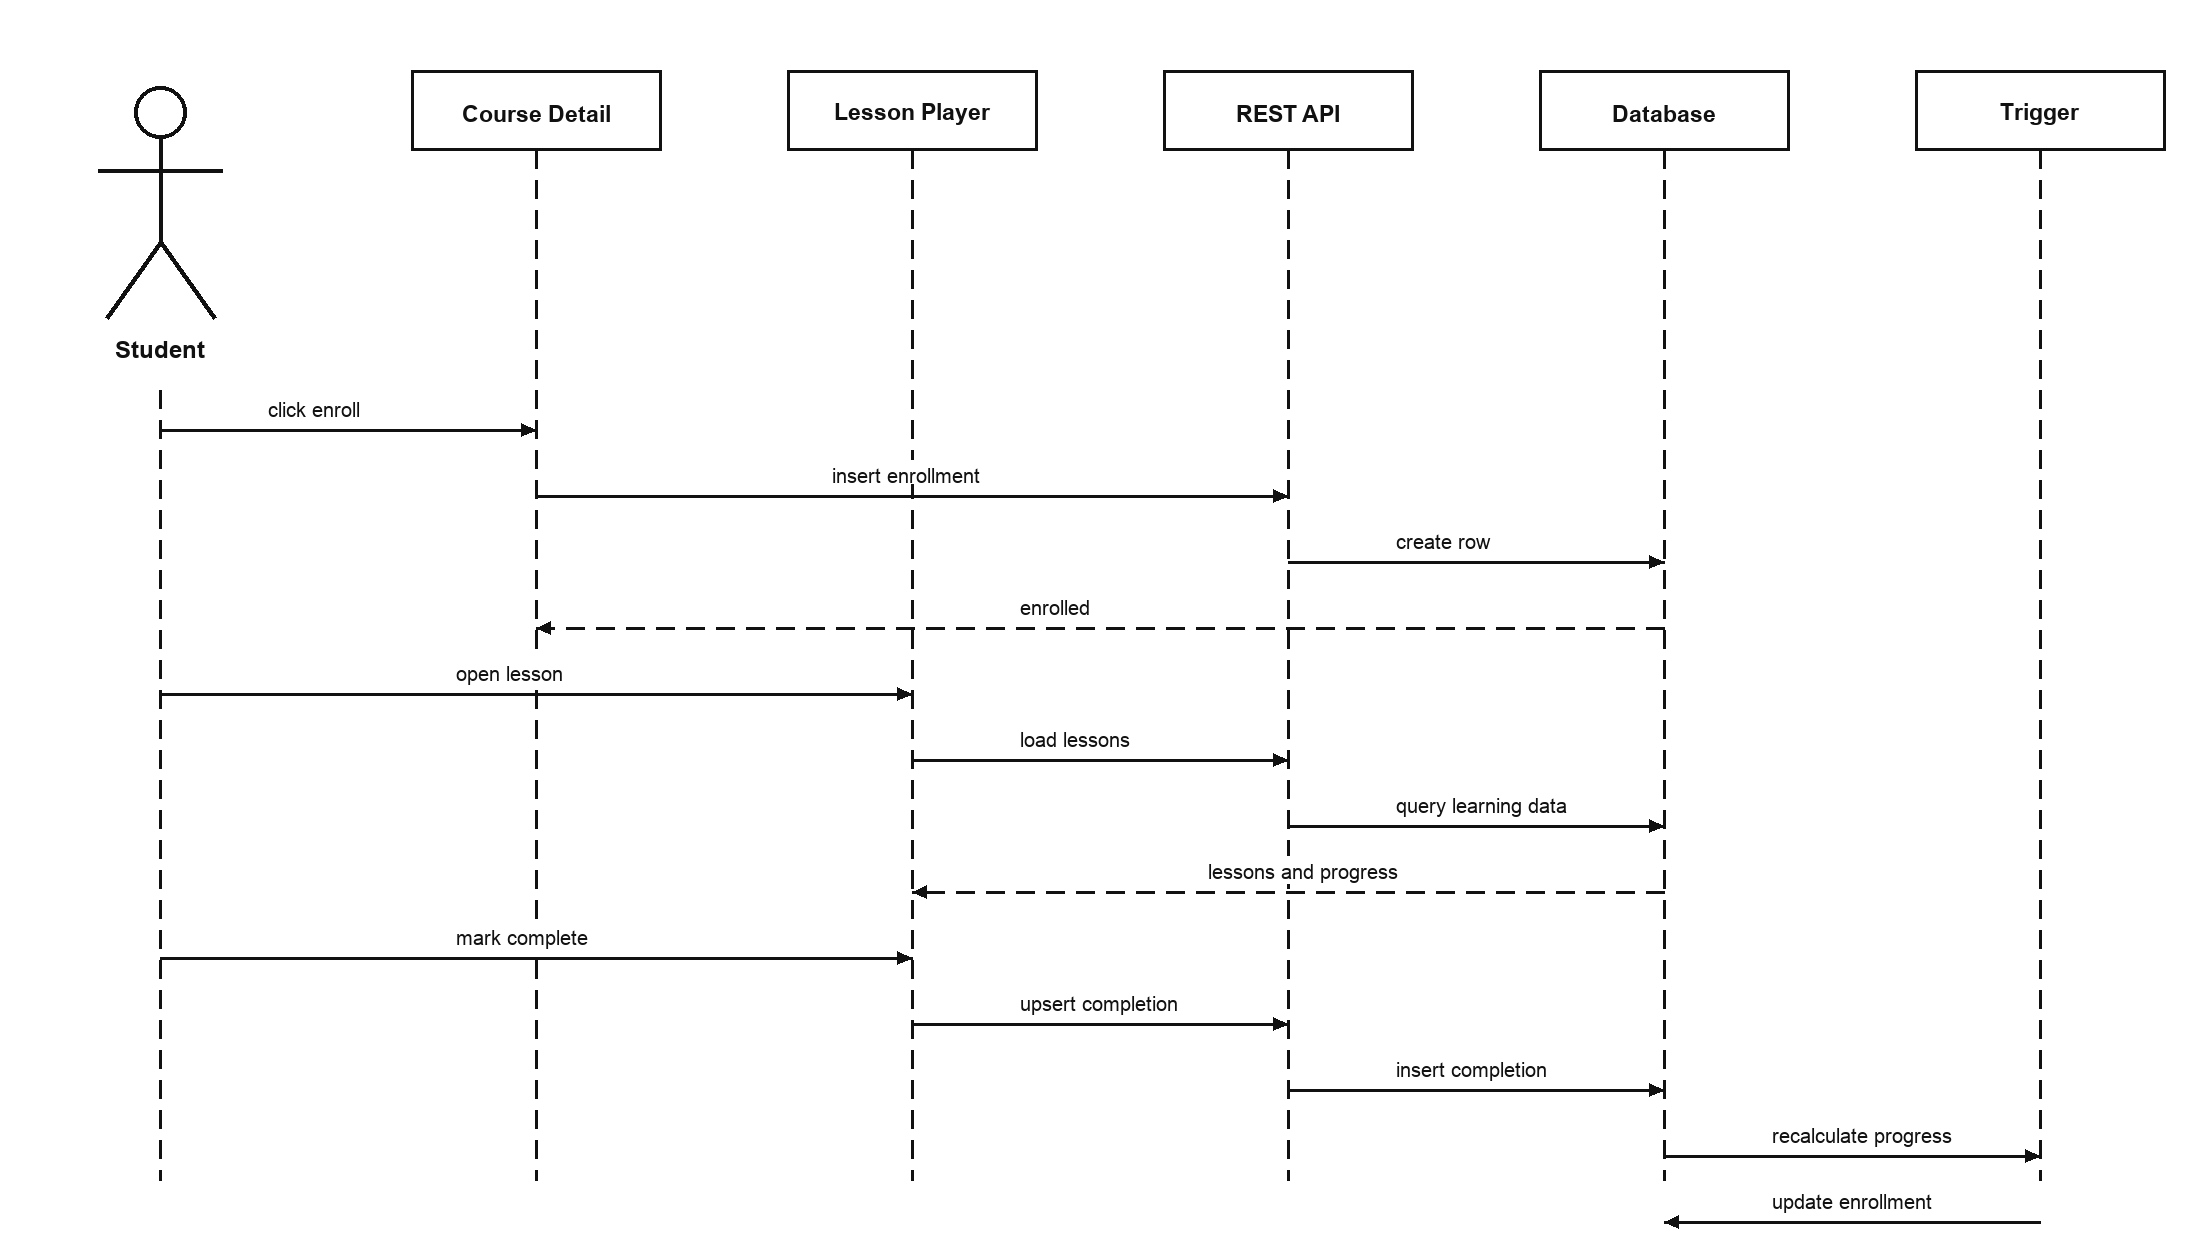 Course Detail
Lesson Player
REST API
Database
Trigger
Student
click enroll
insert enrollment
create row
enrolled
open lesson
load lessons
query learning data
lessons and progress
mark complete
upsert completion
insert completion
recalculate progress
update enrollment